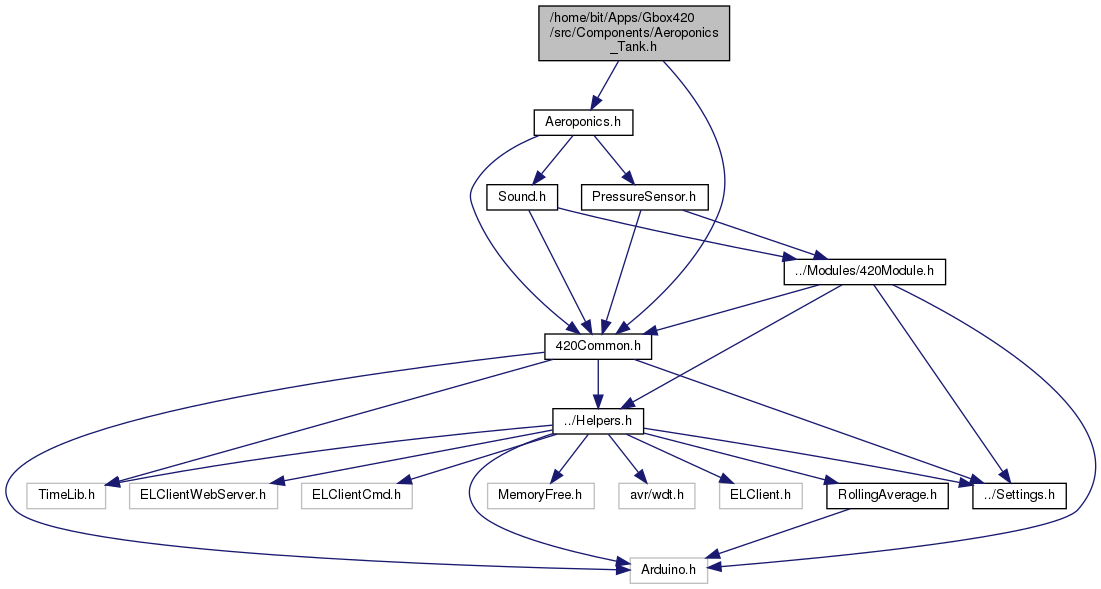 /home/bit/Apps/Gbox420
/src/Components/Aeroponics
_Tank.h
Aeroponics.h
Sound.h
PressureSensor.h
../Modules/420Module.h
420Common.h
../Helpers.h
TimeLib.h
ELClientWebServer.h
ELClientCmd.h
MemoryFree.h
avr/wdt.h
ELClient.h
RollingAverage.h
../Settings.h
Arduino.h